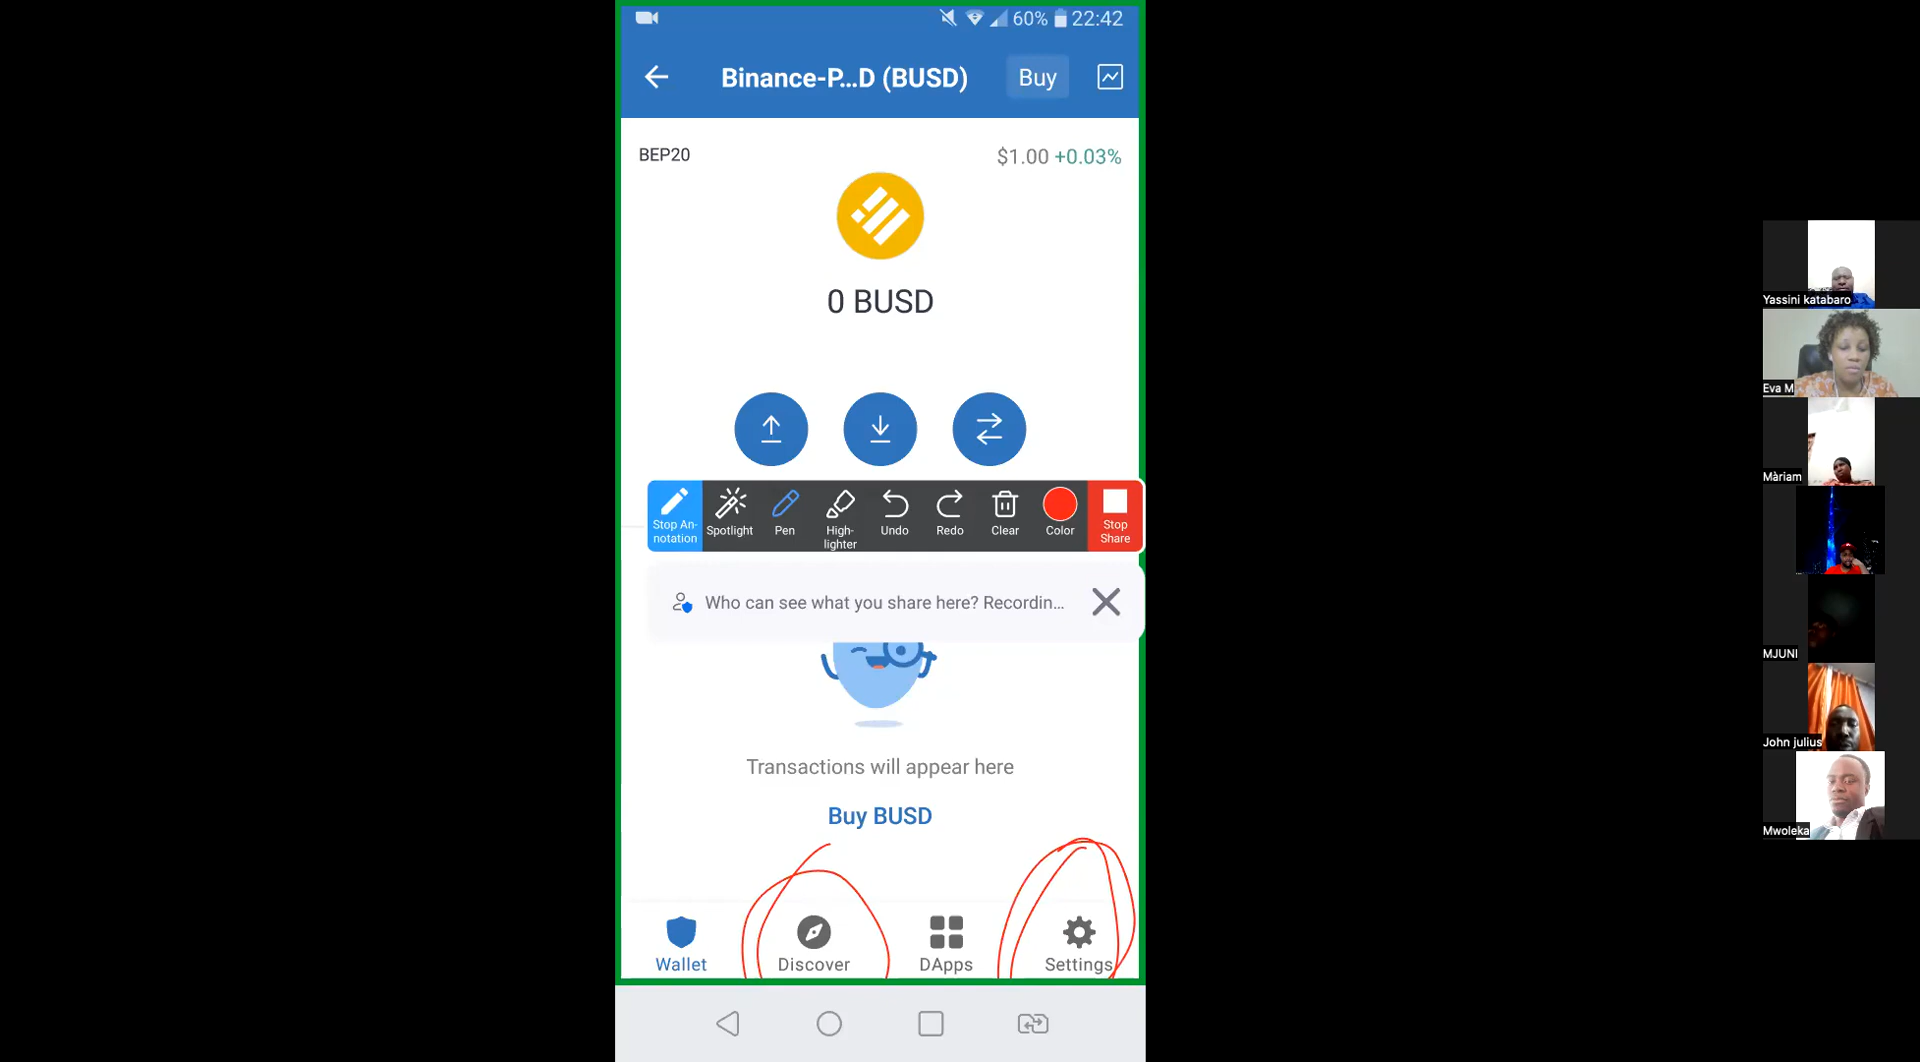 60% 22:42
Binance-P...D (BUSD) Buy
BEP20 $1.00 +0.03%
0 BUSD
Stop An-
notation
Spotlight
Pen
High-
lighter
Undo
Redo
Clear
Color
Stop
Share
Who can see what you share here? Recordin...
Transactions will appear here
Buy BUSD
Wallet Discover DApps Settings
Yassini katabaro
Eva M
Màriam
MJUNI
John julius
Mwoleka